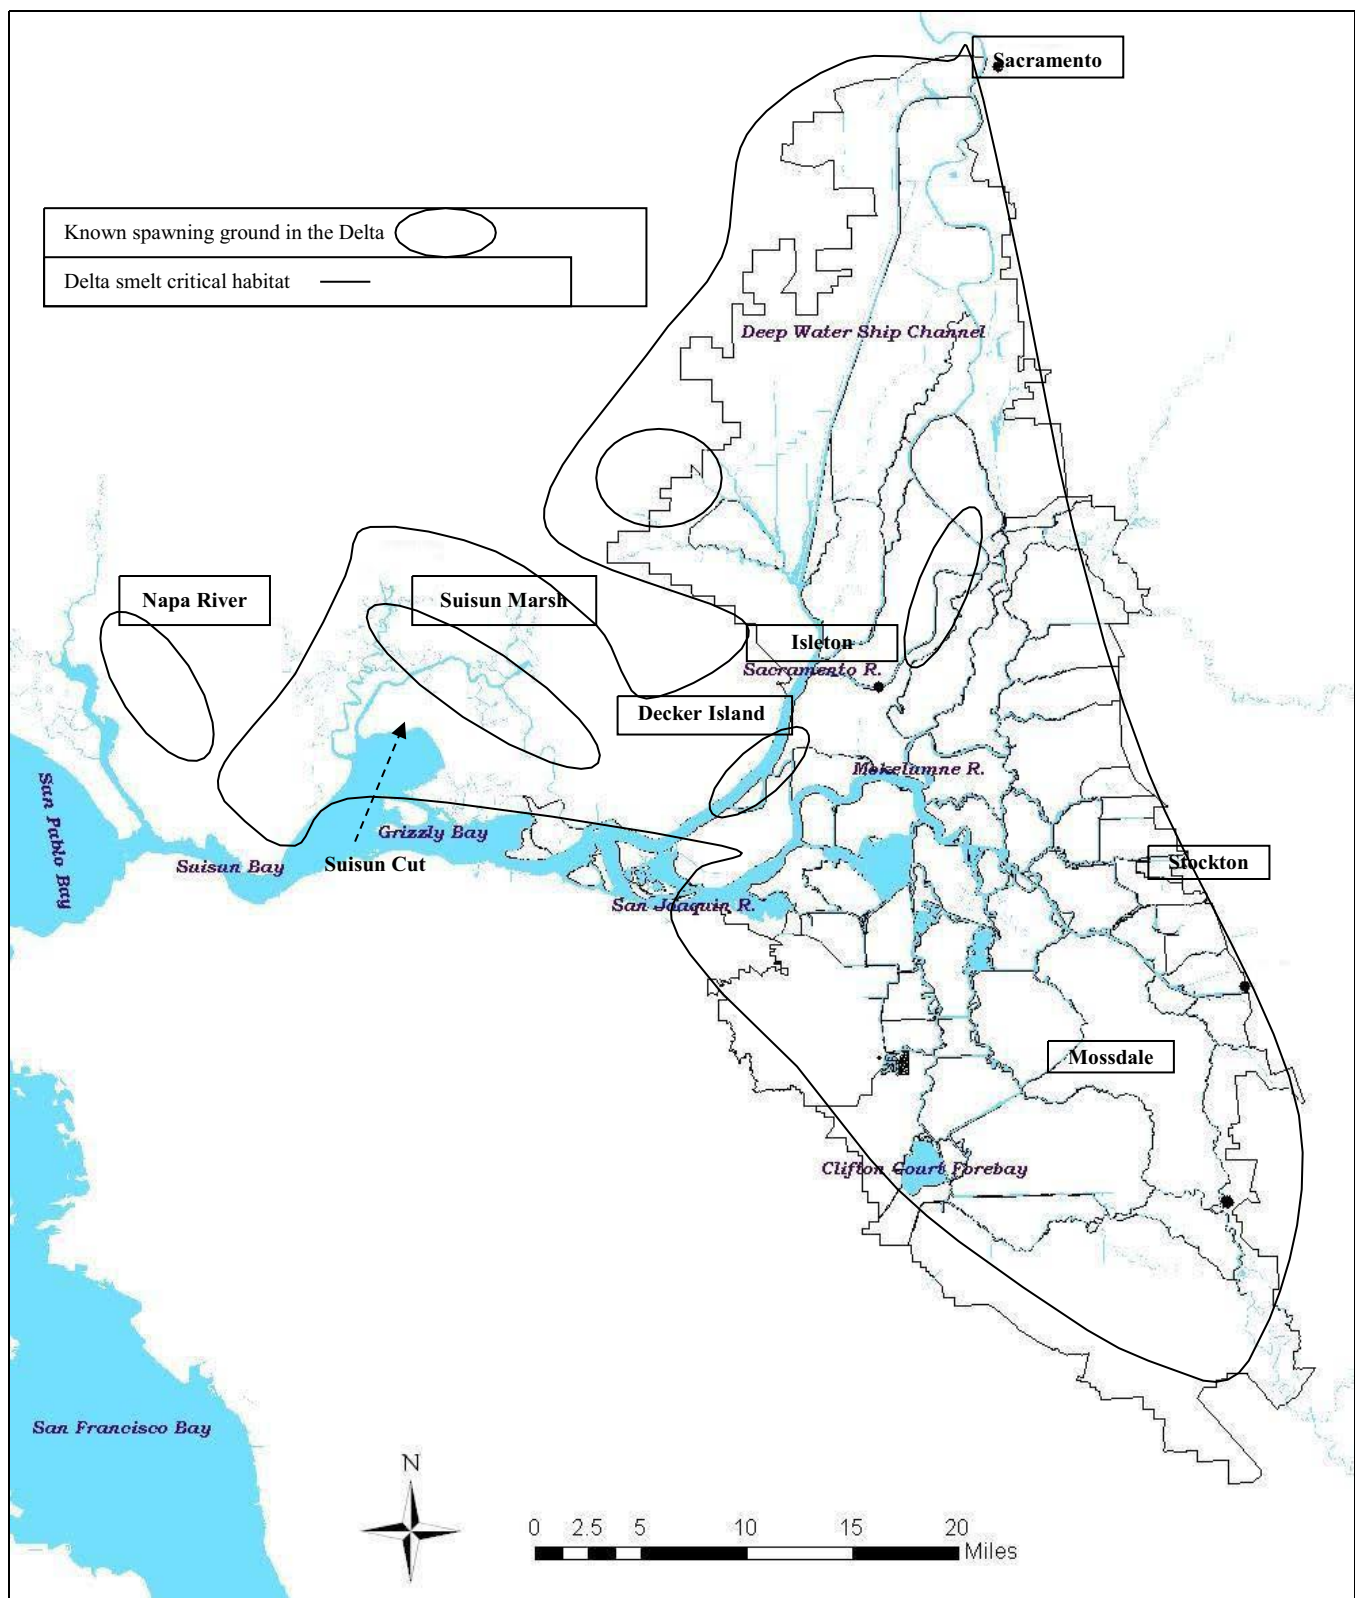 Sacramento
Known spawning ground in the Delta
Delta smelt critical habitat
Deep Water Ship Channel
N
Napa River
Suisun Marsh
Isleton
Sacramento R.
Decker Island
Mokelumne R.
San Pablo Bay
Grizzly Bay
Suisun Bay
Suisun Cut
Stockton
San Joaquin R.
Mossdale
Clifton Court Forebay
San Francisco Bay
N
0 2.5 5 10 15 20
Miles